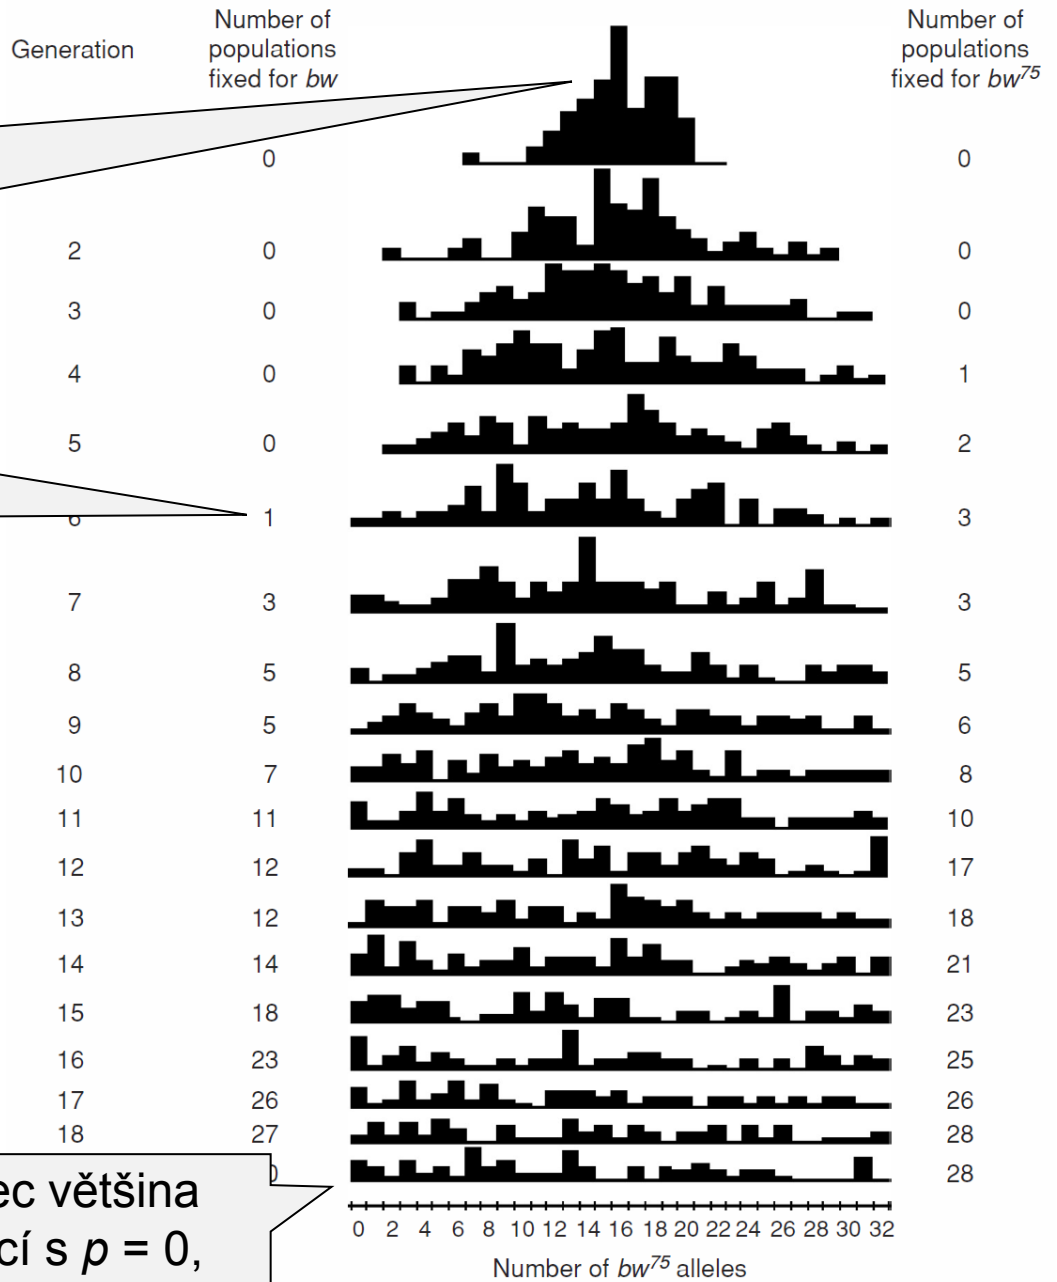 Generation
Number of
populations
fixed for bw
Number of
populations
fixed for bw75
0 0
2 0 0
3 0 0
4 0 1
5 0 2
1 3
7 3 3
8 5 5
9 5 6
10 7 8
11 11 10
12 12 17
13 12 18
14 14 21
15 18 23
16 23 25
17 26 26
18 27 28
28
ec většina
cí s p = 0,
0 2 4 6 8 10 12 14 16 18 20 22 24 26 28 30 32
Number of bw75 alleles